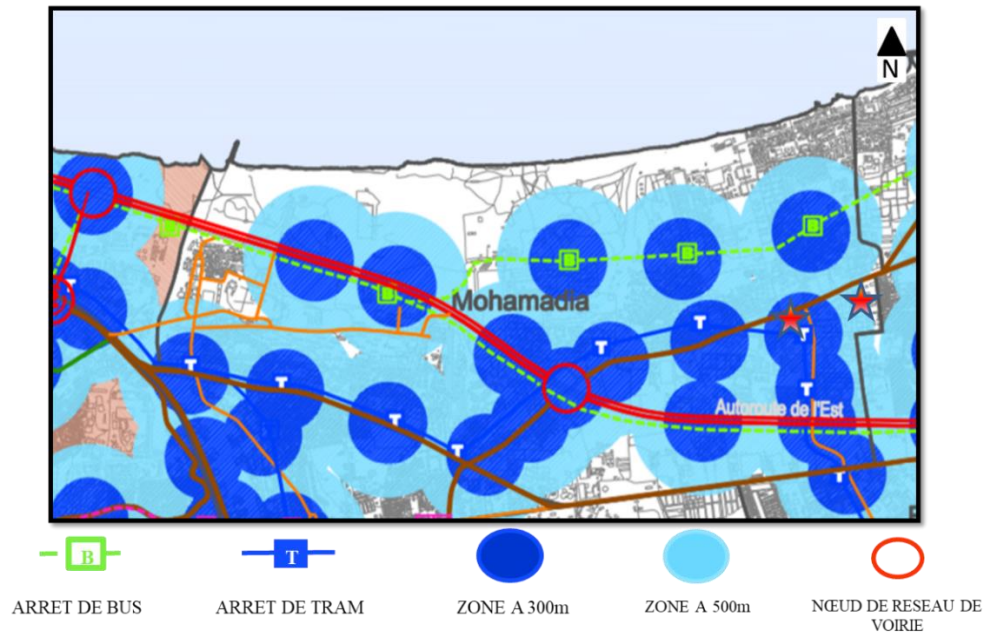 N
B
B
B
B
Mohamadia
T
T
T
T
T
T
T
T
Autoroute de l'Est
T
B
T
ARRET DE BUS
ARRET DE TRAM
ZONE A 300m
ZONE A 500m
NŒUD DE RESEAU DE
VOIRIE